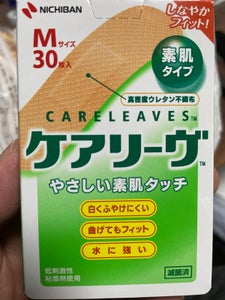 NICHIBAN
しなやか
フィット!
Mサイズ
30枚入
素肌
タイプ
高密度ウレタン不織布
CARELEAVES™
ケアリーヴ™
やさしい素肌タッチ
白くふやけにくい
曲げてもフィット
水に強い
低刺激性
粘着剤使用
滅菌済